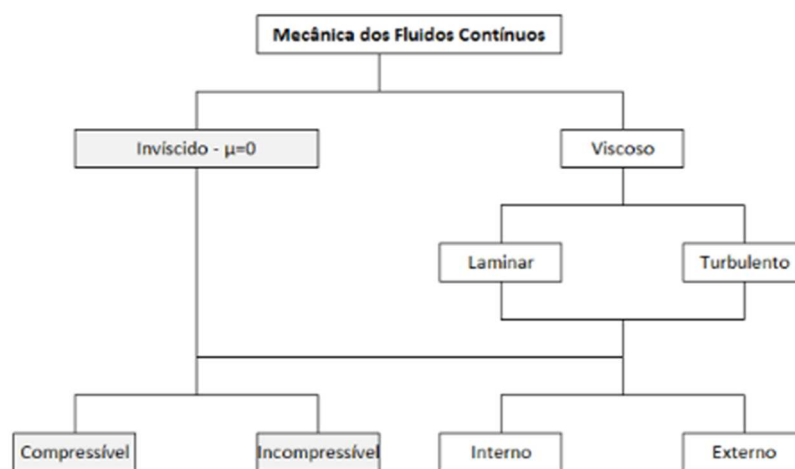 Mecânica dos Fluidos Contínuos
Invíscido - µ=0
Viscoso
Laminar
Turbulento
Compressível
Incompressível
Interno
Externo